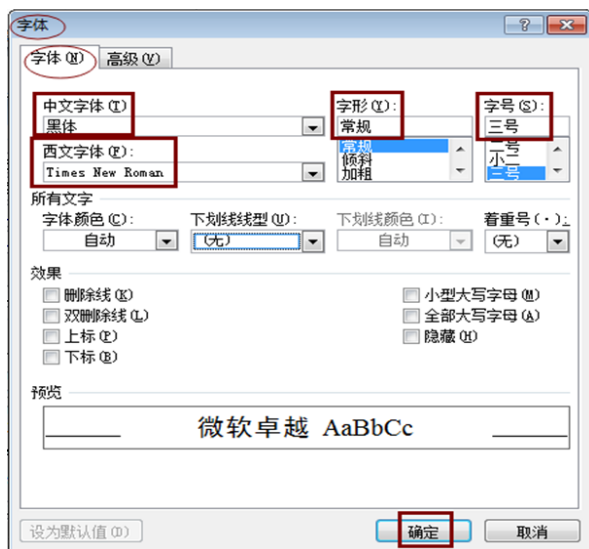 字体
字体(N) 高级(V)
中文字体(T) 字形(Y): 字号(S):
黑体 常规 三号
西文字体(F): 常规 二号
Times New Roman 倾斜 小二
加粗 三号
所有文字
字体颜色(C): 下划线线型(U): 下划线颜色(I): 着重号(·):
自动 (无) 自动 (无)
效果
删除线(K) 小型大写字母(M)
双删除线(L) 全部大写字母(A)
上标(P) 隐藏(H)
下标(B)
预览
微软卓越 AaBbCc
设为默认值(D) 确定 取消